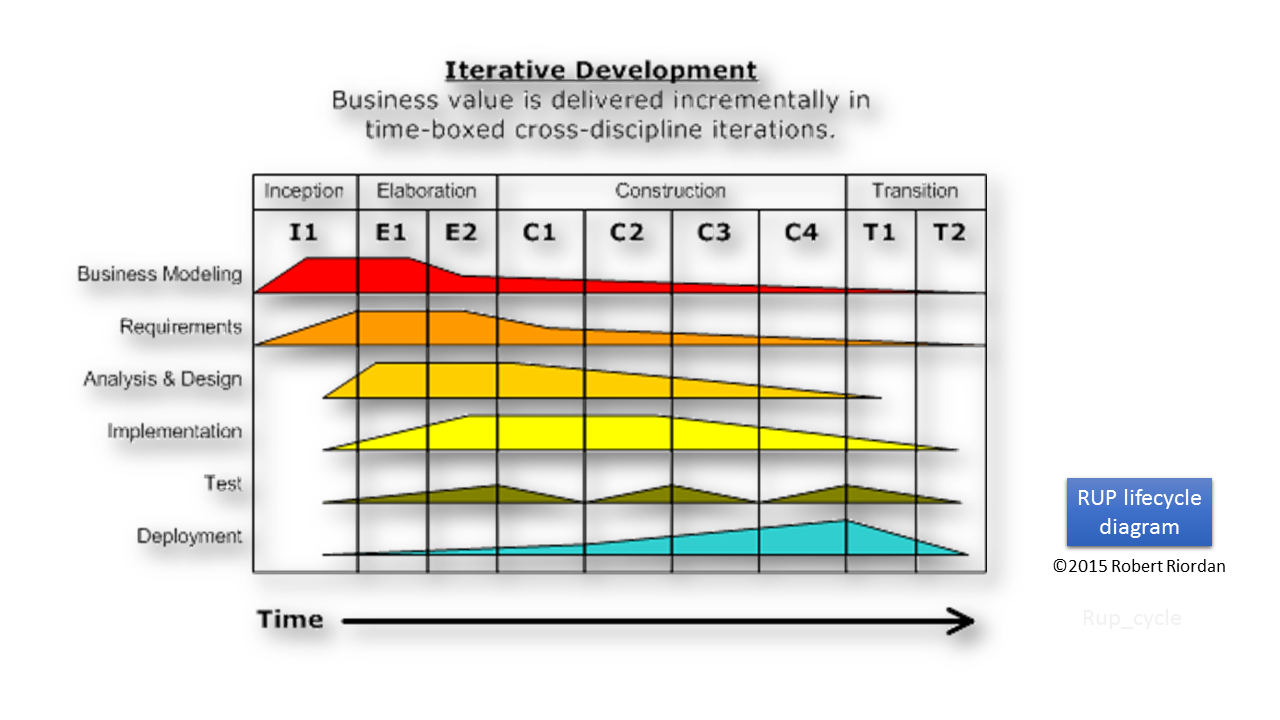 Iterative Development
Business value is delivered incrementally in
time-boxed cross-discipline iterations.
Inception Elaboration Construction Transition
I1 E1 E2 C1 C2 C3 C4 T1 T2
Business Modeling
Requirements
Analysis & Design
Implementation
Test
Deployment
Time
RUP lifecycle
diagram
©2015 Robert Riordan
Rup_cycle